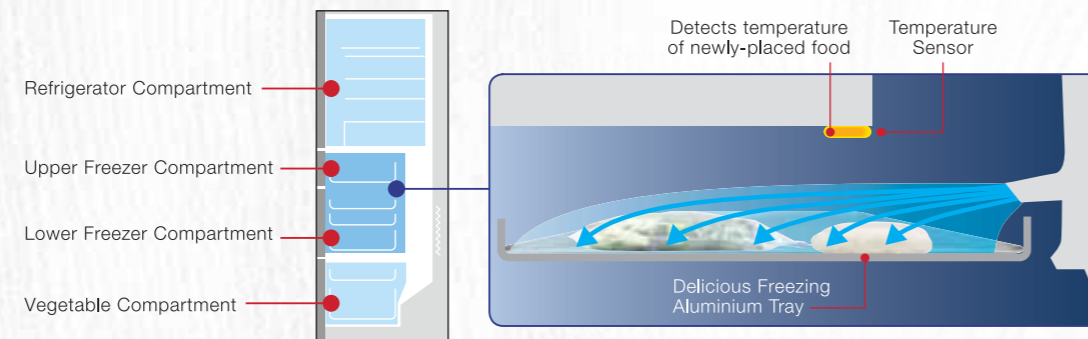 Refrigerator Compartment
Upper Freezer Compartment
Lower Freezer Compartment
Vegetable Compartment
Detects temperature
of newly-placed food
Temperature
Sensor
Delicious Freezing
Aluminium Tray